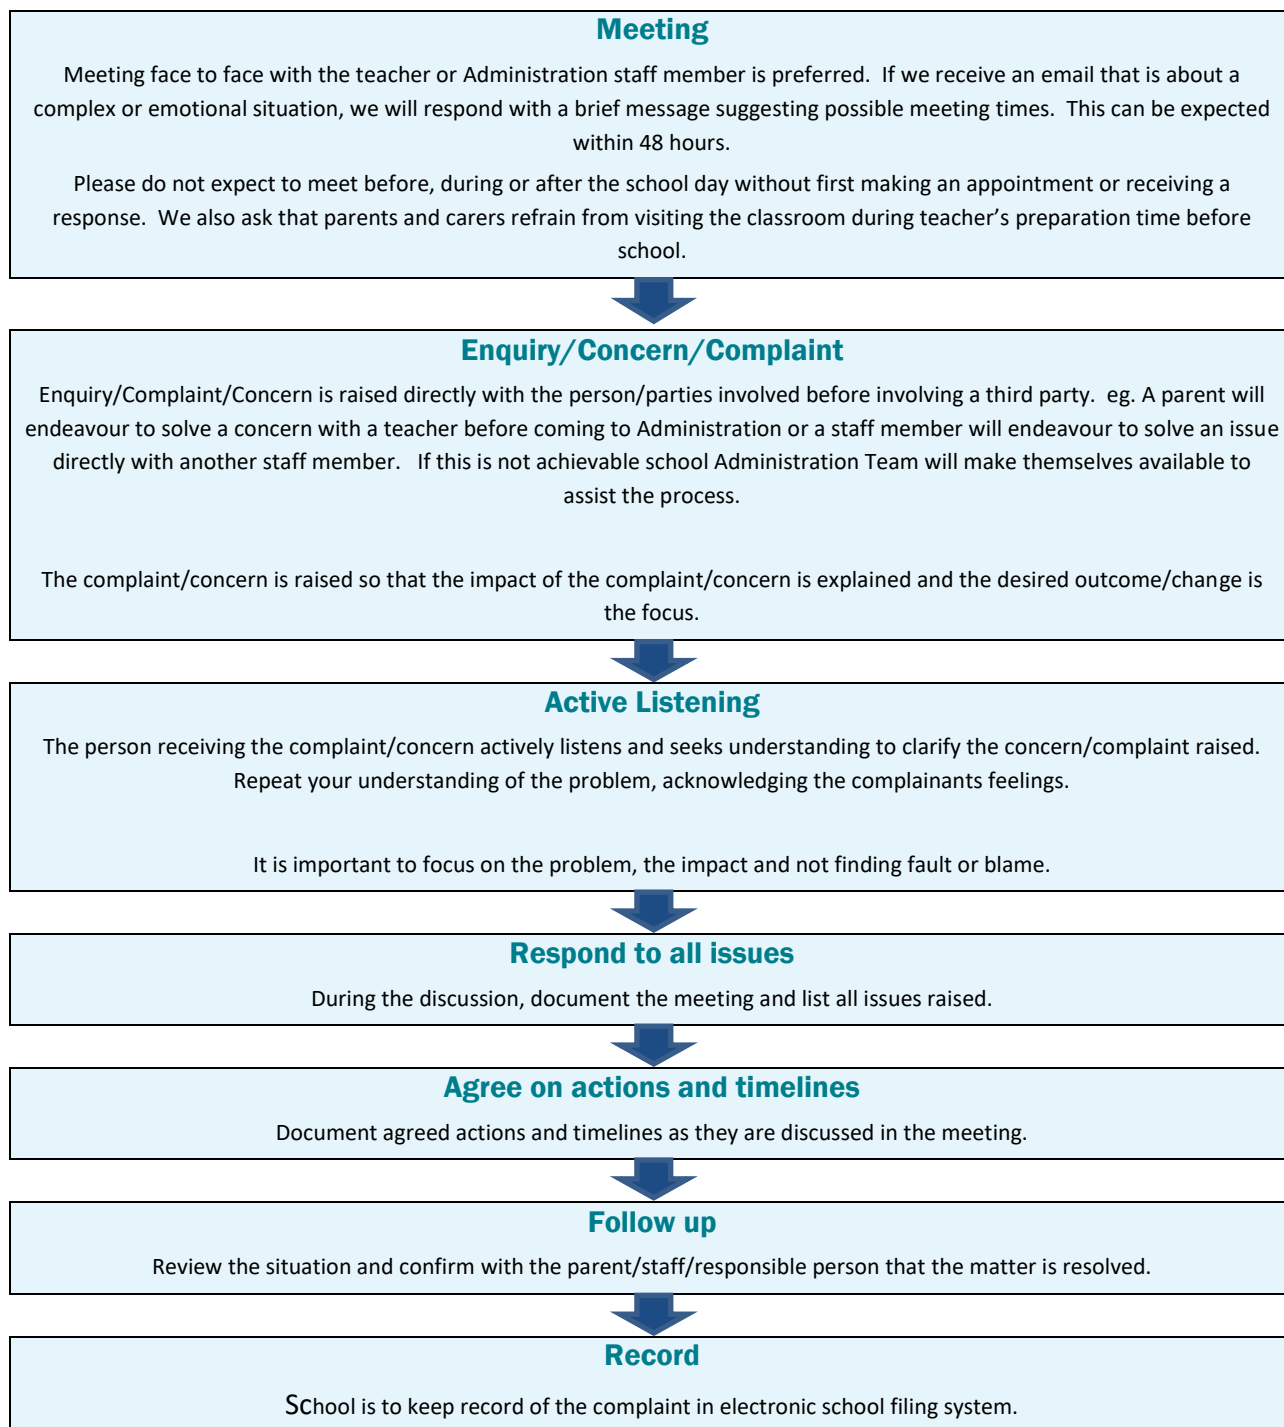 Meeting
Meeting face to face with the teacher or Administration staff member is preferred.  If we receive an email that is about a
complex or emotional situation, we will respond with a brief message suggesting possible meeting times.  This can be expected
within 48 hours.
Please do not expect to meet before, during or after the school day without first making an appointment or receiving a
response.  We also ask that parents and carers refrain from visiting the classroom during teacher’s preparation time before
school.
Enquiry/Concern/Complaint
Enquiry/Complaint/Concern is raised directly with the person/parties involved before involving a third party.  eg. A parent will
endeavour to solve a concern with a teacher before coming to Administration or a staff member will endeavour to solve an issue
directly with another staff member.   If this is not achievable school Administration Team will make themselves available to
assist the process.
The complaint/concern is raised so that the impact of the complaint/concern is explained and the desired outcome/change is
the focus.
Active Listening
The person receiving the complaint/concern actively listens and seeks understanding to clarify the concern/complaint raised.
Repeat your understanding of the problem, acknowledging the complainants feelings.
It is important to focus on the problem, the impact and not finding fault or blame.
Respond to all issues
During the discussion, document the meeting and list all issues raised.
Agree on actions and timelines
Document agreed actions and timelines as they are discussed in the meeting.
Follow up
Review the situation and confirm with the parent/staff/responsible person that the matter is resolved.
Record
School is to keep record of the complaint in electronic school filing system.